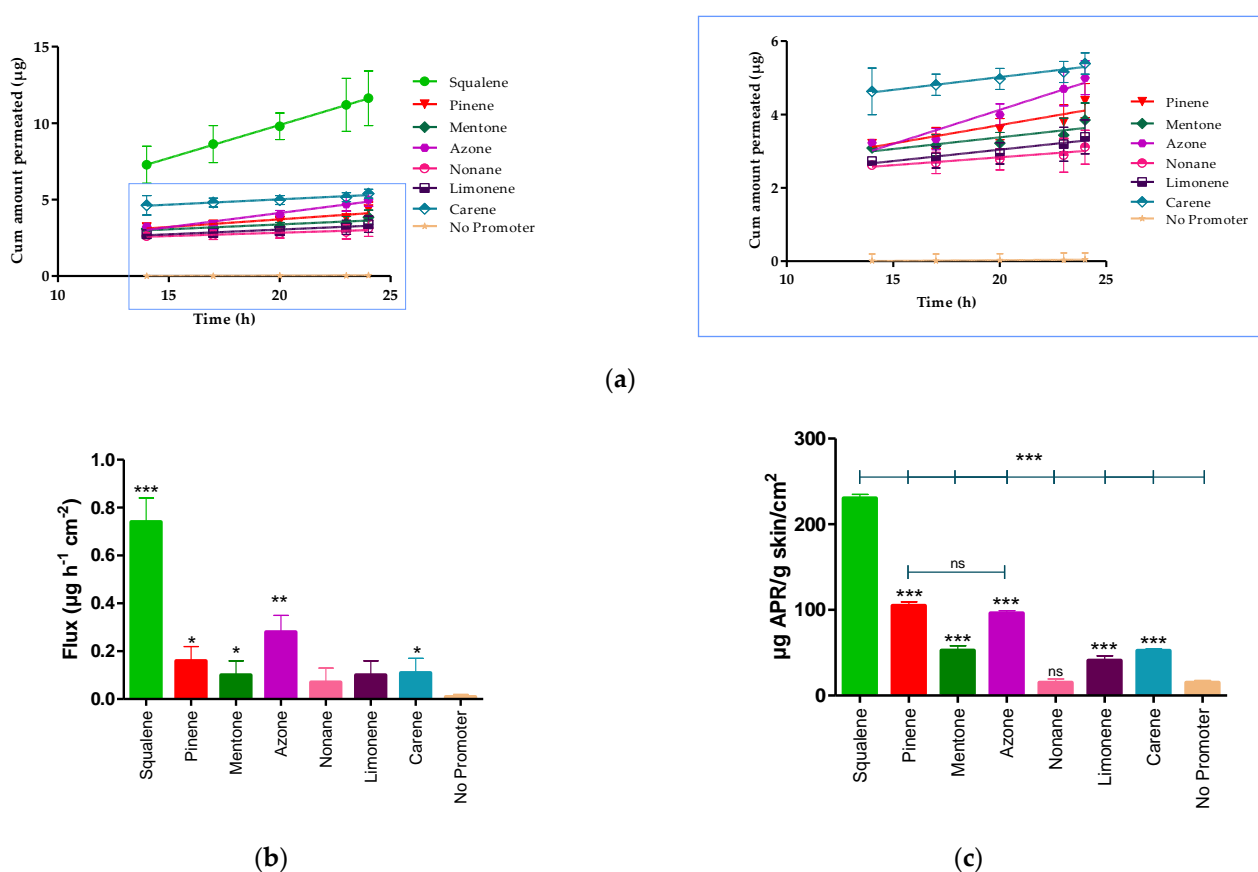 15
10
5
0
Cum amount permeated (µg)
10
15
20
25
Time (h)
Squalene
Pinene
Mentone
Azone
Nonane
Limonene
Carene
No Promoter
6
4
2
0
Cum amount permeated (µg)
10
15
20
25
Time (h)
Pinene
Mentone
Azone
Nonane
Limonene
Carene
No Promoter
(a)
1.0
0.8
0.6
0.4
0.2
0.0
Flux (µg h⁻¹ cm⁻²)
***
*
*
**
*
Squalene
Pinene
Mentone
Azone
Nonane
Limonene
Carene
No Promoter
(b)
300
200
100
0
µg APR/g skin/cm²
***
ns
***
***
***
ns
***
***
Squalene
Pinene
Mentone
Azone
Nonane
Limonene
Carene
No Promoter
(c)